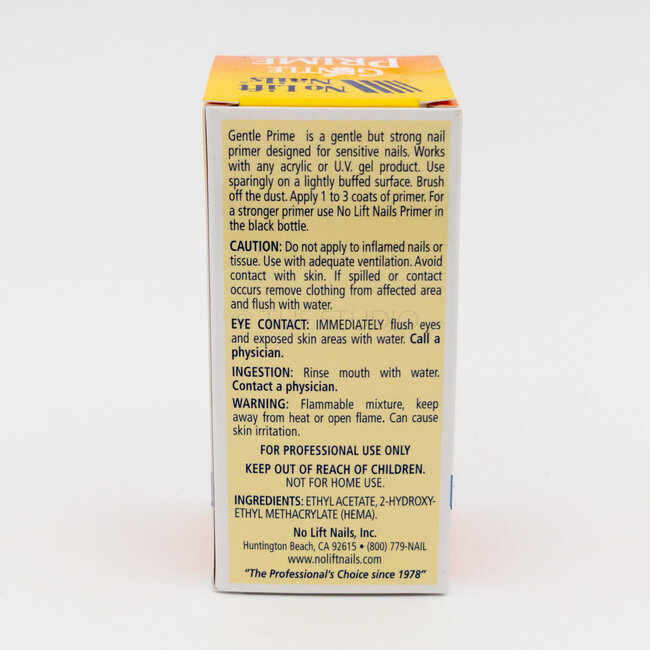 GENTLE
PRIME
No Lift
Nails®
Gentle Prime is a gentle but strong nail
primer designed for sensitive nails. Works
with any acrylic or U.V. gel product. Use
sparingly on a lightly buffed surface. Brush
off the dust. Apply 1 to 3 coats of primer. For
a stronger primer use No Lift Nails Primer in
the black bottle.
CAUTION: Do not apply to inflamed nails or
tissue. Use with adequate ventilation. Avoid
contact with skin. If spilled or contact
occurs remove clothing from affected area
and flush with water.
EYE CONTACT: IMMEDIATELY flush eyes
and exposed skin areas with water. Call a
physician.
INGESTION: Rinse mouth with water.
Contact a physician.
WARNING: Flammable mixture, keep
away from heat or open flame. Can cause
skin irritation.
FOR PROFESSIONAL USE ONLY
KEEP OUT OF REACH OF CHILDREN.
NOT FOR HOME USE.
INGREDIENTS: ETHYL ACETATE, 2-HYDROXY-
ETHYL METHACRYLATE (HEMA).
No Lift Nails, Inc.
Huntington Beach, CA 92615 • (800) 779-NAIL
www.noliftnails.com
"The Professional's Choice since 1978"